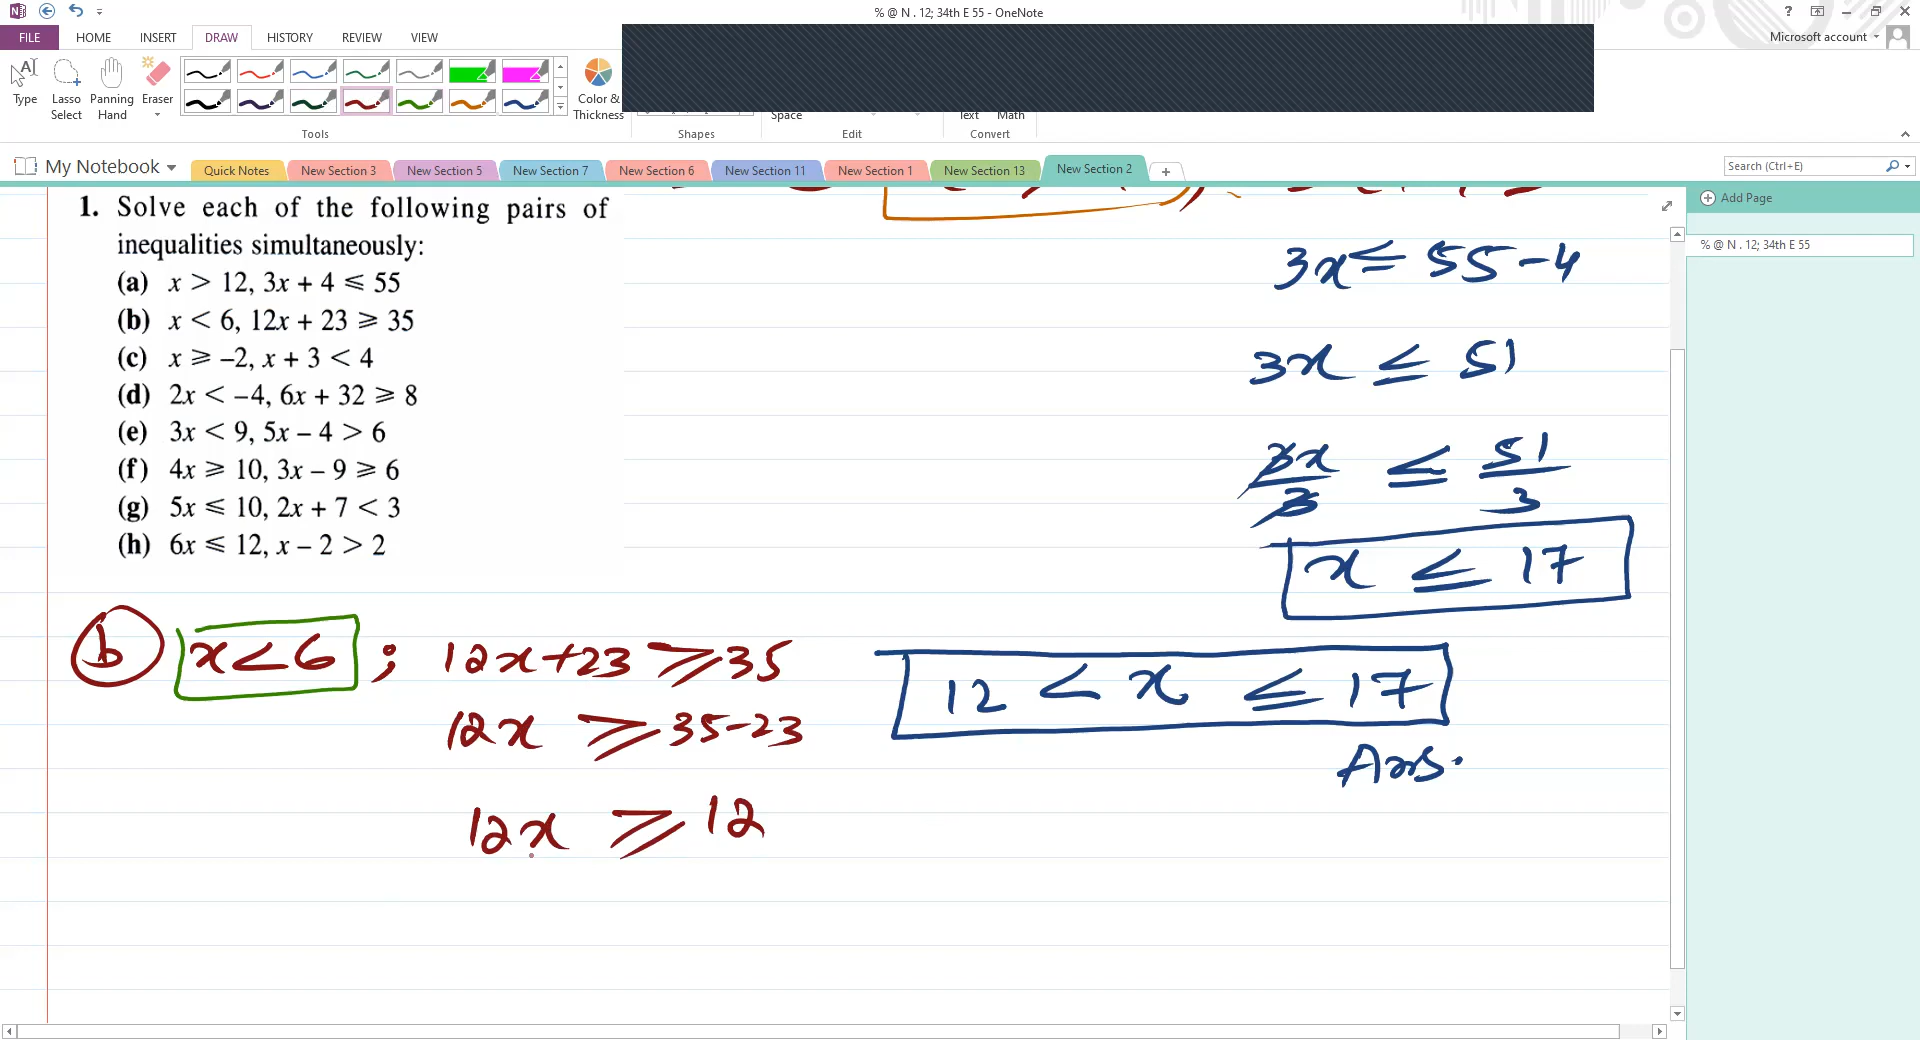 % @ N . 12; 34th E 55 - OneNote
FILE HOME INSERT DRAW HISTORY REVIEW VIEW
Microsoft account
Type
Lasso Select
Panning Hand
Eraser
Color & Thickness
Space
Text Math
Tools Shapes Edit Convert
My Notebook
Quick Notes New Section 3 New Section 5 New Section 7 New Section 6 New Section 11 New Section 1 New Section 13 New Section 2
Search (Ctrl+E)
Add Page
% @ N . 12; 34th E 55
1. Solve each of the following pairs of
inequalities simultaneously:
(a) x > 12, 3x + 4 ⩽ 55
(b) x < 6, 12x + 23 ⩾ 35
(c) x ⩾ –2, x + 3 < 4
(d) 2x < –4, 6x + 32 ⩾ 8
(e) 3x < 9, 5x – 4 > 6
(f) 4x ⩾ 10, 3x – 9 ⩾ 6
(g) 5x ⩽ 10, 2x + 7 < 3
(h) 6x ⩽ 12, x – 2 > 2
3x ≤ 55-4
3x ≤ 51
3x/3 ≤ 51/3
x ≤ 17
12 < x ≤ 17
Ans.
b x<6 ; 12x+23 ⩾ 35
12x ⩾ 35-23
12x ⩾ 12